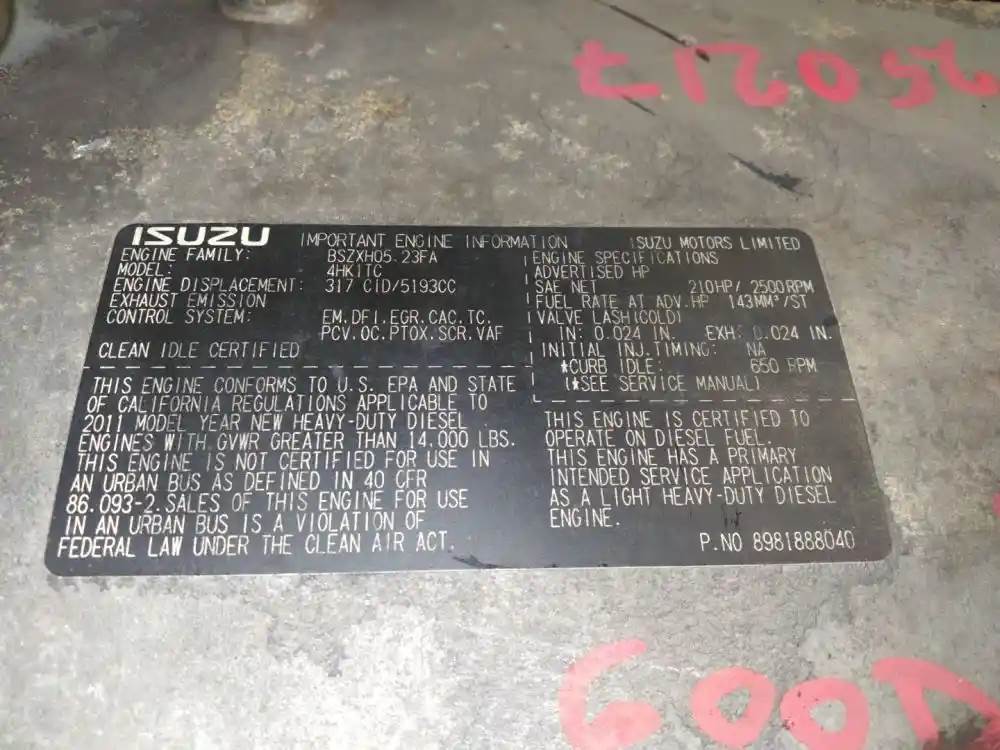 ISUZU IMPORTANT ENGINE INFORMATION ISUZU MOTORS LIMITED
ENGINE FAMILY: BSZXH05.23FA
MODEL: 4HK1TC
ENGINE DISPLACEMENT: 317 CID/5193CC
EXHAUST EMISSION
CONTROL SYSTEM: EM.DFI.EGR.CAC.TC.
PCV.OC.PTOX.SCR.VAF
CLEAN IDLE CERTIFIED
ENGINE SPECIFICATIONS
ADVERTISED HP
SAE NET 210HP/ 2500RPM
FUEL RATE AT ADV.HP 143MM³/ST
VALVE LASH(COLD)
IN: 0.024 IN. EXH: 0.024 IN.
INITIAL INJ.TIMING: NA
*CURB IDLE: 650 RPM
(*SEE SERVICE MANUAL)
THIS ENGINE CONFORMS TO U.S. EPA AND STATE
OF CALIFORNIA REGULATIONS APPLICABLE TO
2011 MODEL YEAR NEW HEAVY-DUTY DIESEL
ENGINES WITH GVWR GREATER THAN 14.000 LBS.
THIS ENGINE IS NOT CERTIFIED FOR USE IN
AN URBAN BUS AS DEFINED IN 40 CFR
86.093-2.SALES OF THIS ENGINE FOR USE
IN AN URBAN BUS IS A VIOLATION OF
FEDERAL LAW UNDER THE CLEAN AIR ACT.
THIS ENGINE IS CERTIFIED TO
OPERATE ON DIESEL FUEL.
THIS ENGINE HAS A PRIMARY
INTENDED SERVICE APPLICATION
AS A LIGHT HEAVY-DUTY DIESEL
ENGINE.
P.NO 8981888040